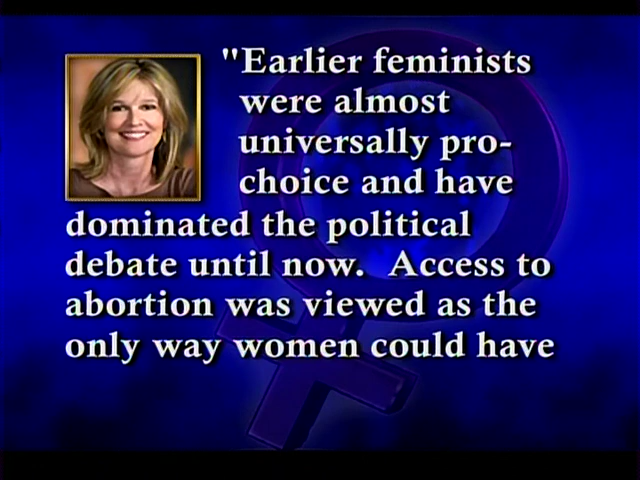 "Earlier feminists
were almost
universally pro-
choice and have
dominated the political
debate until now.  Access to
abortion was viewed as the
only way women could have